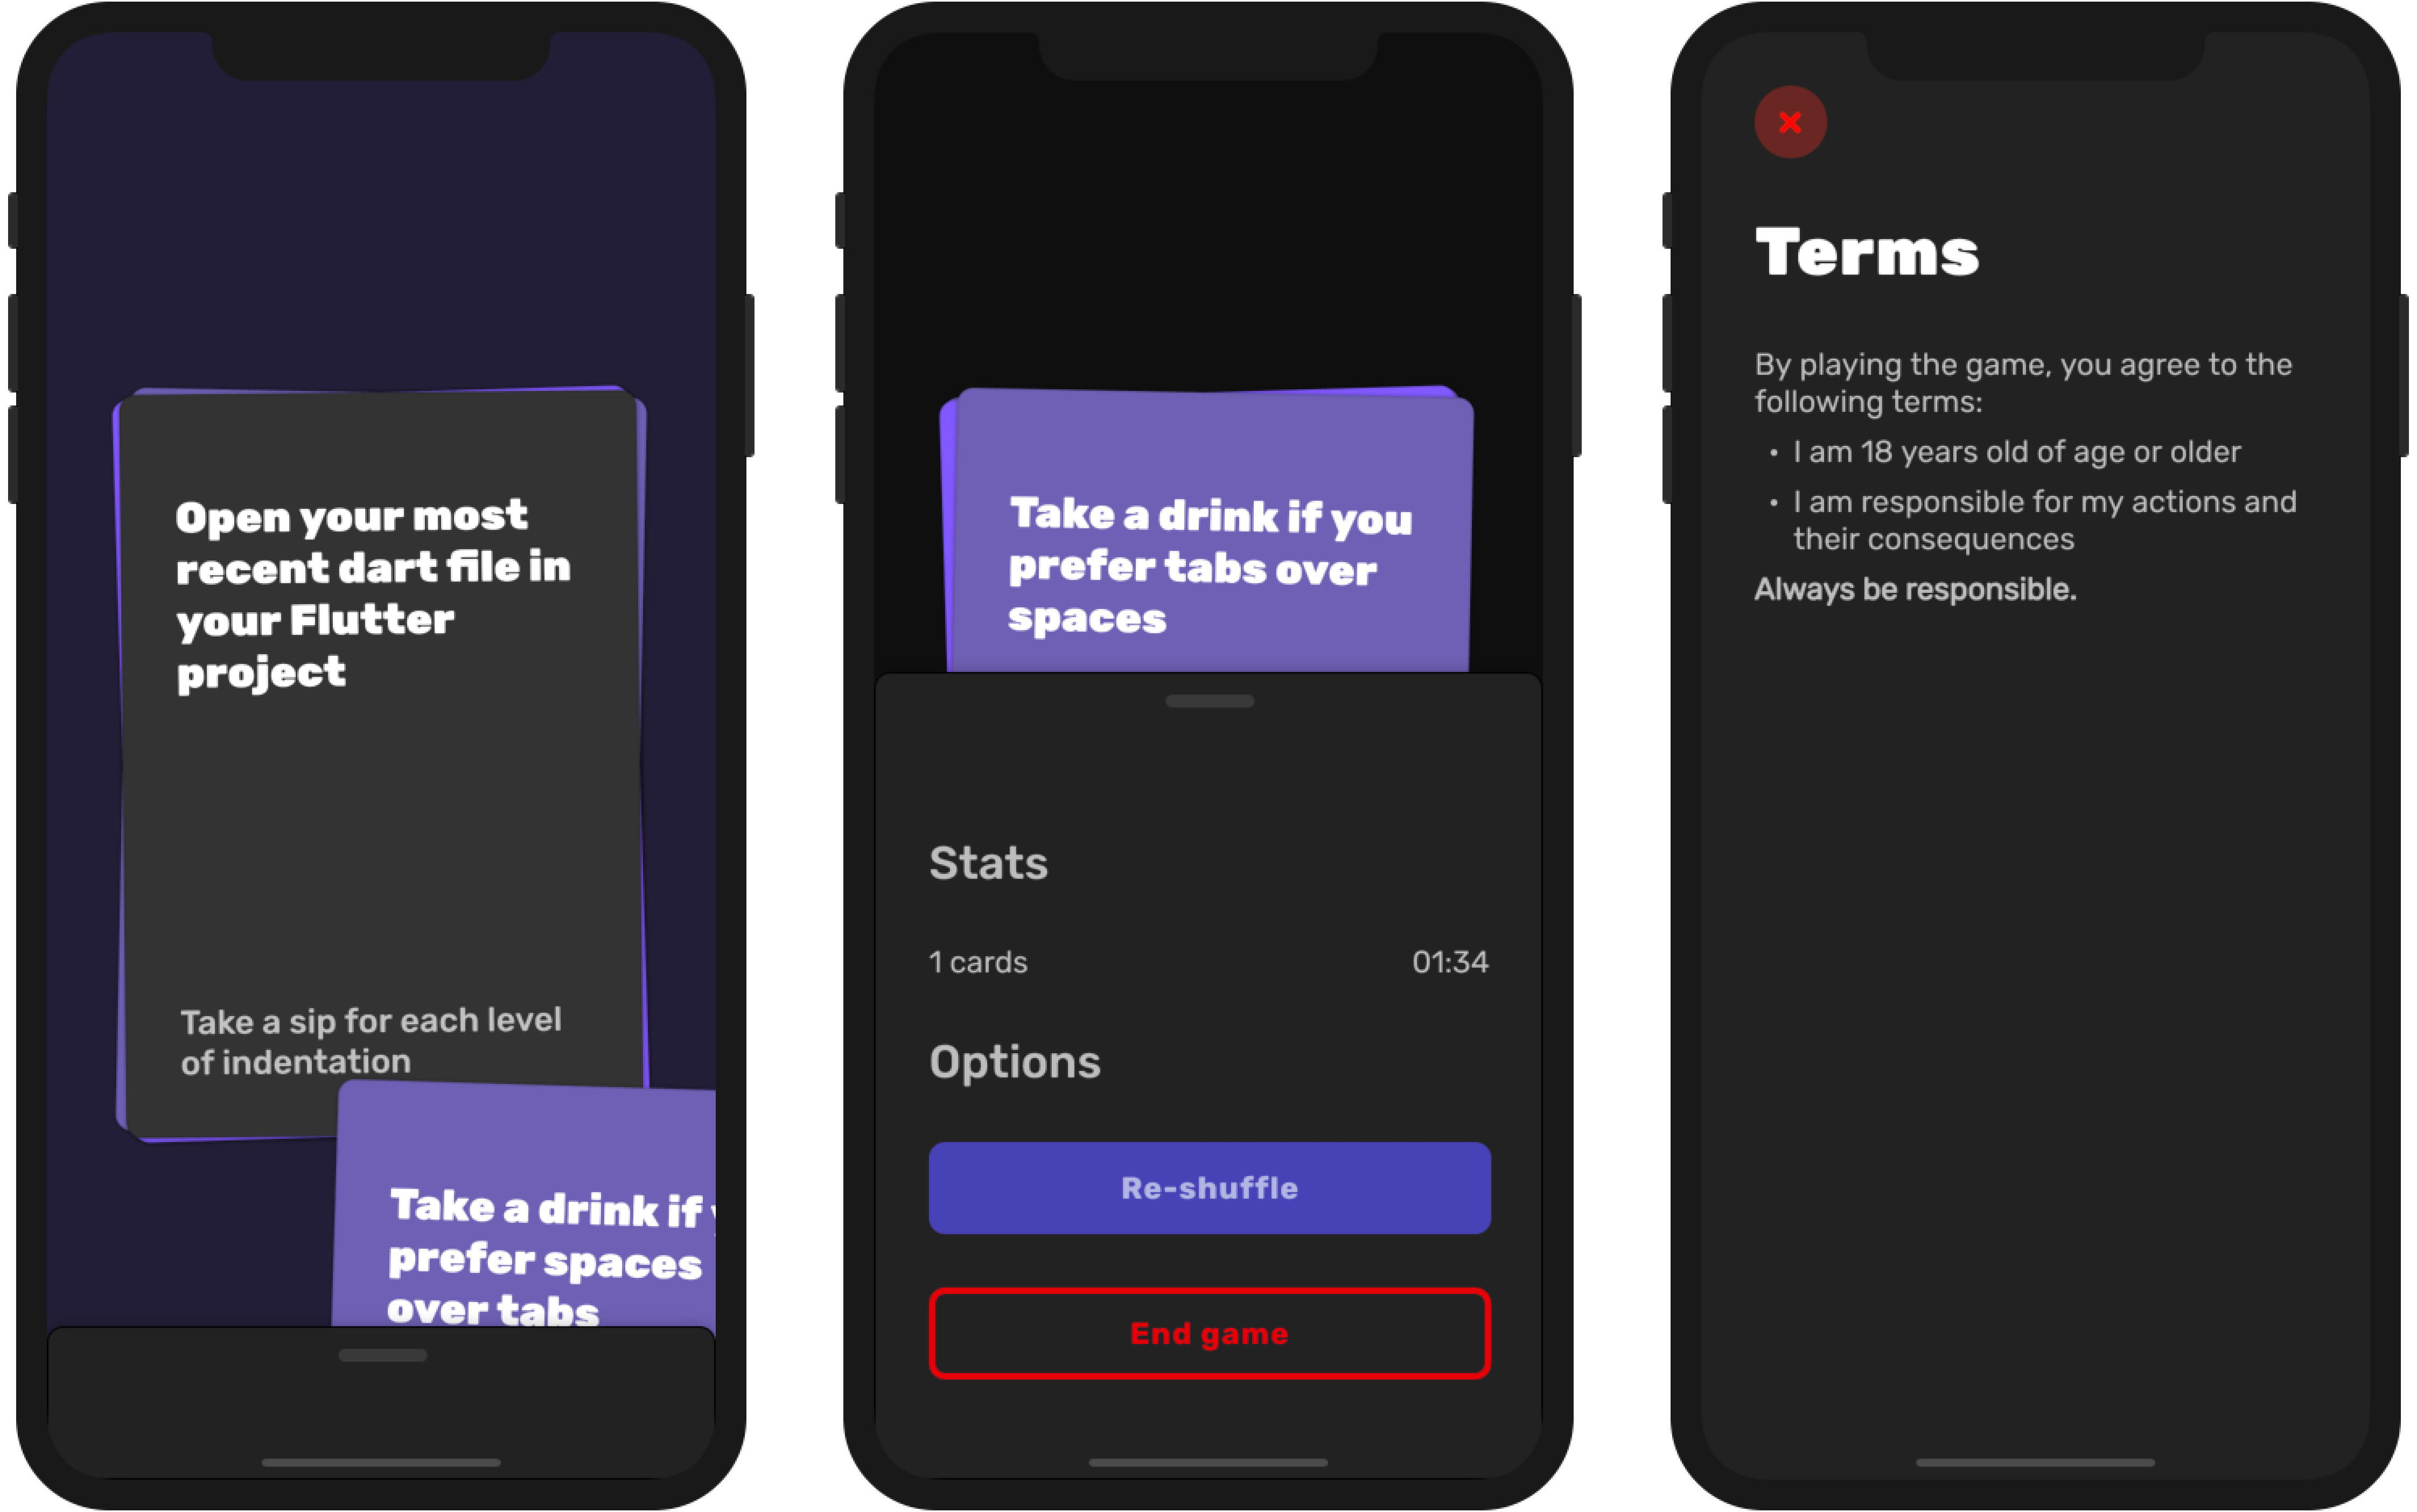 Open your most
recent dart file in
your Flutter
project
Take a sip for each level
of indentation
Take a drink if
prefer spaces
over tabs
Take a drink if you
prefer tabs over
spaces
Stats
1 cards 01:34
Options
Re-shuffle
End game
Terms
By playing the game, you agree to the
following terms:
• I am 18 years old of age or older
• I am responsible for my actions and
their consequences
Always be responsible.